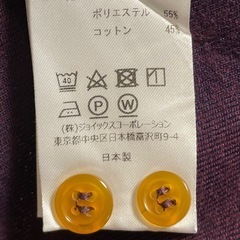 ポリエステル 55%
コットン 45%
40
P W
(株)ジョイックスコーポレーション
東京都中央区日本橋富沢町9-4
日本製